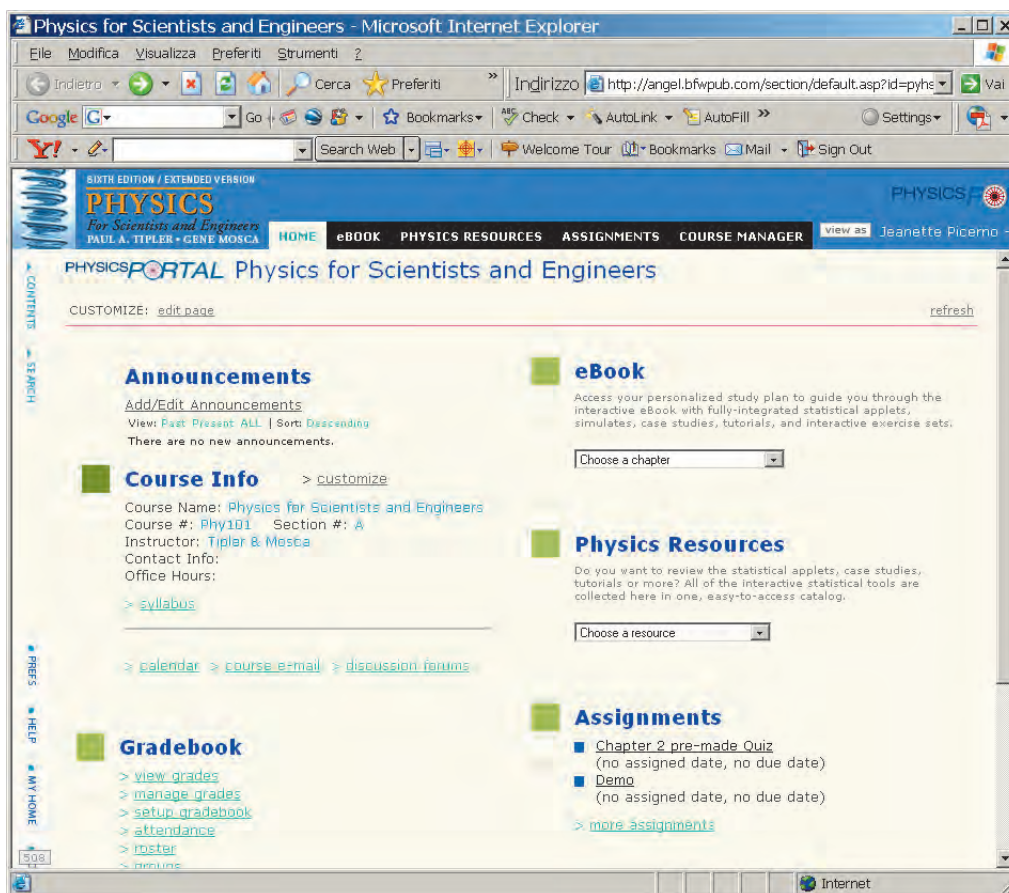 Physics for Scientists and Engineers - Microsoft Internet Explorer
File Modifica Visualizza Preferiti Strumenti ?
Indietro Cerca Preferiti » Indirizzo http://angel.bfwpub.com/section/default.asp?id=pyhs Vai
Google G Go Bookmarks ABC Check AutoLink AutoFill » Settings
Y! Search Web Welcome Tour Bookmarks Mail Sign Out
SIXTH EDITION / EXTENDED VERSION
PHYSICS
For Scientists and Engineers
PAUL A. TIPLER • GENE MOSCA
PHYSICS
HOME eBOOK PHYSICS RESOURCES ASSIGNMENTS COURSE MANAGER view as Jeanette Picerno -
CONTENTS
SEARCH
PREFS
HELP
MY HOME
508
PHYSICSPORTAL Physics for Scientists and Engineers
CUSTOMIZE: edit page refresh
Announcements
Add/Edit Announcements
View: Past Present ALL | Sort: Descending
There are no new announcements.
Course Info > customize
Course Name: Physics for Scientists and Engineers
Course #: Phy101 Section #: A
Instructor: Tipler & Mosca
Contact Info:
Office Hours:
> syllabus
> calendar > course e-mail > discussion forums
Gradebook
> view grades
> manage grades
> setup gradebook
> attendance
> roster
> groups
eBook
Access your personalized study plan to guide you through the
interactive eBook with fully-integrated statistical applets,
simulates, case studies, tutorials, and interactive exercise sets.
Choose a chapter
Physics Resources
Do you want to review the statistical applets, case studies,
tutorials or more? All of the interactive statistical tools are
collected here in one, easy-to-access catalog.
Choose a resource
Assignments
Chapter 2 pre-made Quiz
(no assigned date, no due date)
Demo
(no assigned date, no due date)
> more assignments
Internet